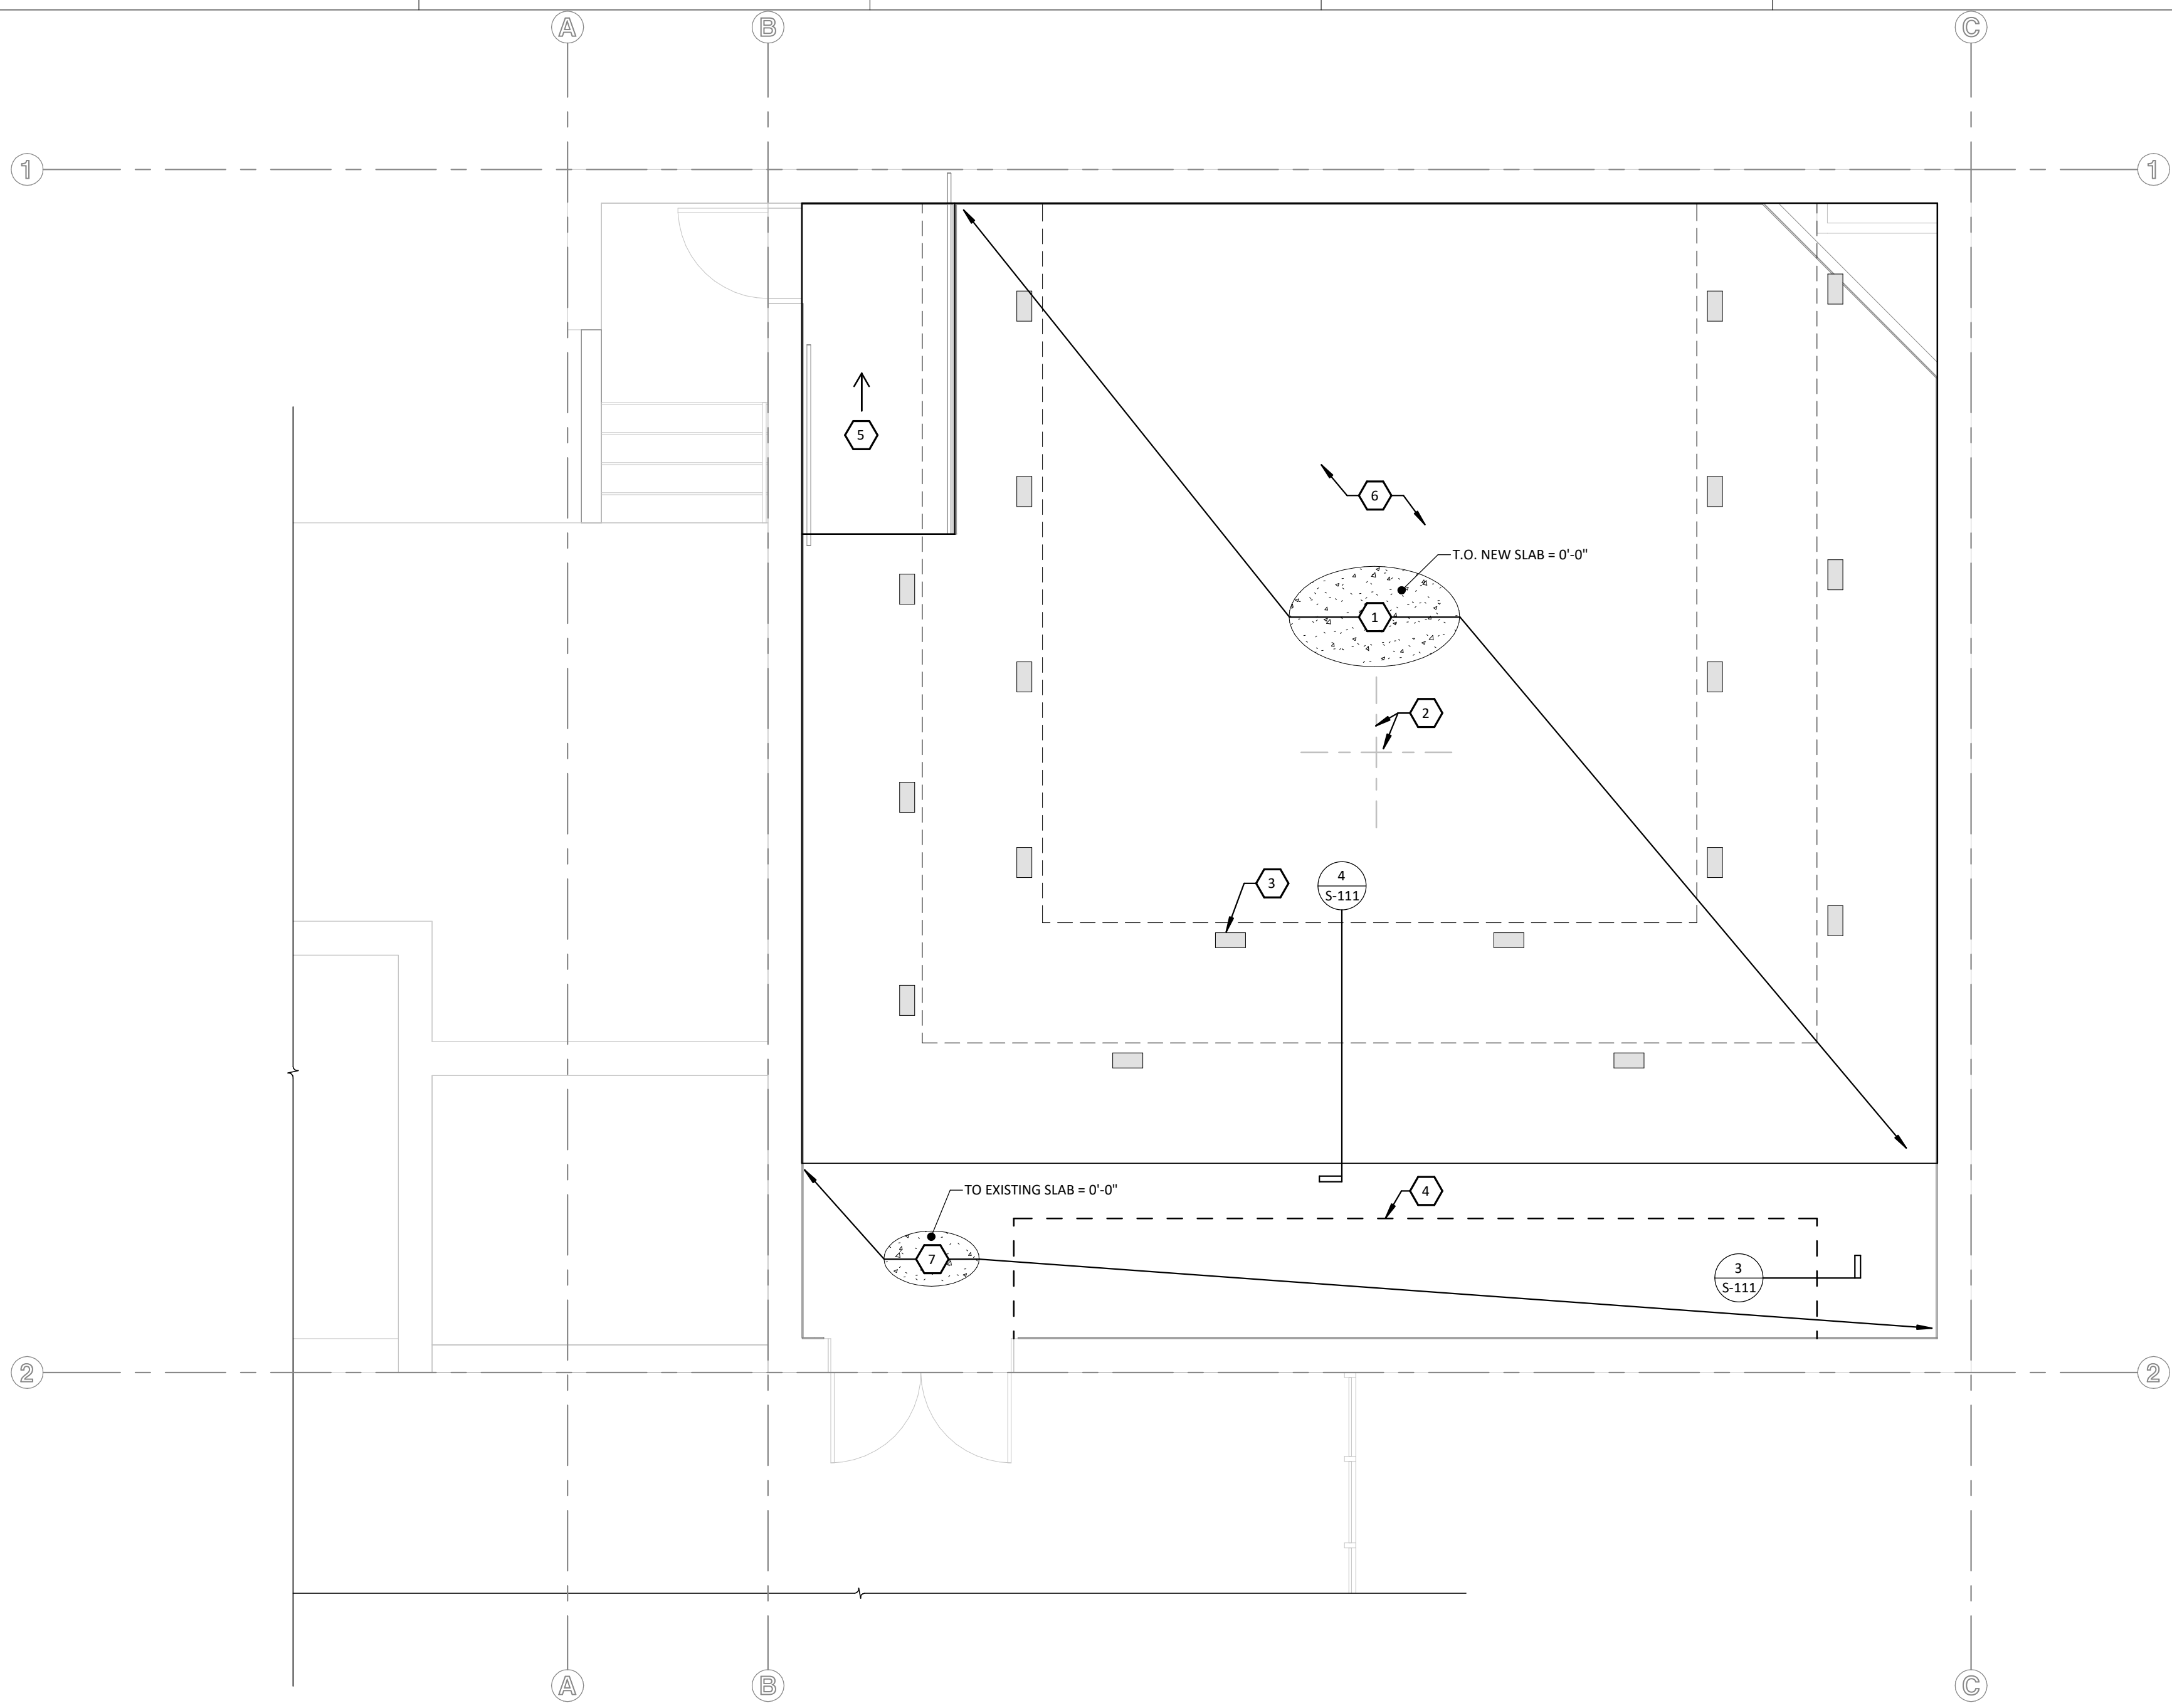 A
B
C
1
1
5
6
T.O. NEW SLAB = 0'-0"
1
2
3
4
S-111
TO EXISTING SLAB = 0'-0"
4
7
3
S-111
2
2
A
B
C